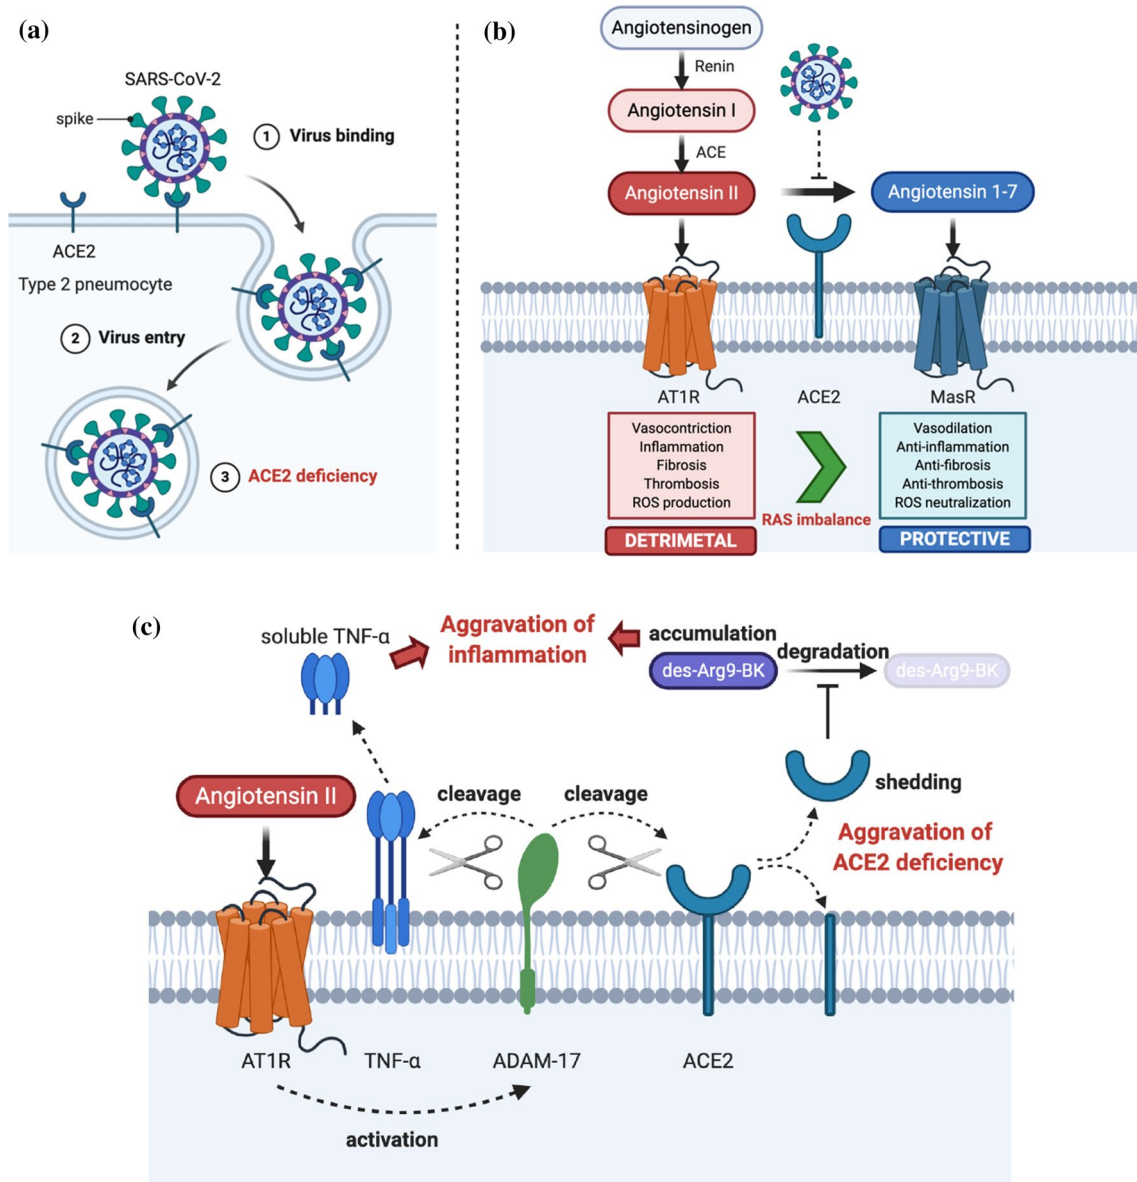 (a)
SARS-CoV-2
spike
1 Virus binding
ACE2
Type 2 pneumocyte
2 Virus entry
3 ACE2 deficiency
(b)
Angiotensinogen
Renin
Angiotensin I
ACE
Angiotensin II
Angiotensin 1-7
AT1R
ACE2
MasR
Vasocontriction
Inflammation
Fibrosis
Thrombosis
ROS production
Vasodilation
Anti-inflammation
Anti-fibrosis
Anti-thrombosis
ROS neutralization
RAS imbalance
DETRIMETAL
PROTECTIVE
(c)
soluble TNF-α
Aggravation of
inflammation
accumulation
des-Arg9-BK
degradation
des-Arg9-BK
shedding
Angiotensin II
cleavage
cleavage
Aggravation of
ACE2 deficiency
AT1R
TNF-α
ADAM-17
ACE2
activation